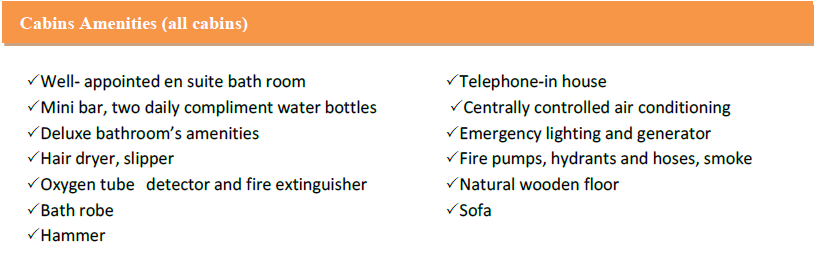 Cabins Amenities (all cabins)
✓Well- appointed en suite bath room
✓Mini bar, two daily compliment water bottles
✓Deluxe bathroom’s amenities
✓Hair dryer, slipper
✓Oxygen tube detector and fire extinguisher
✓Bath robe
✓Hammer
✓Telephone-in house
✓Centrally controlled air conditioning
✓Emergency lighting and generator
✓Fire pumps, hydrants and hoses, smoke
✓Natural wooden floor
✓Sofa